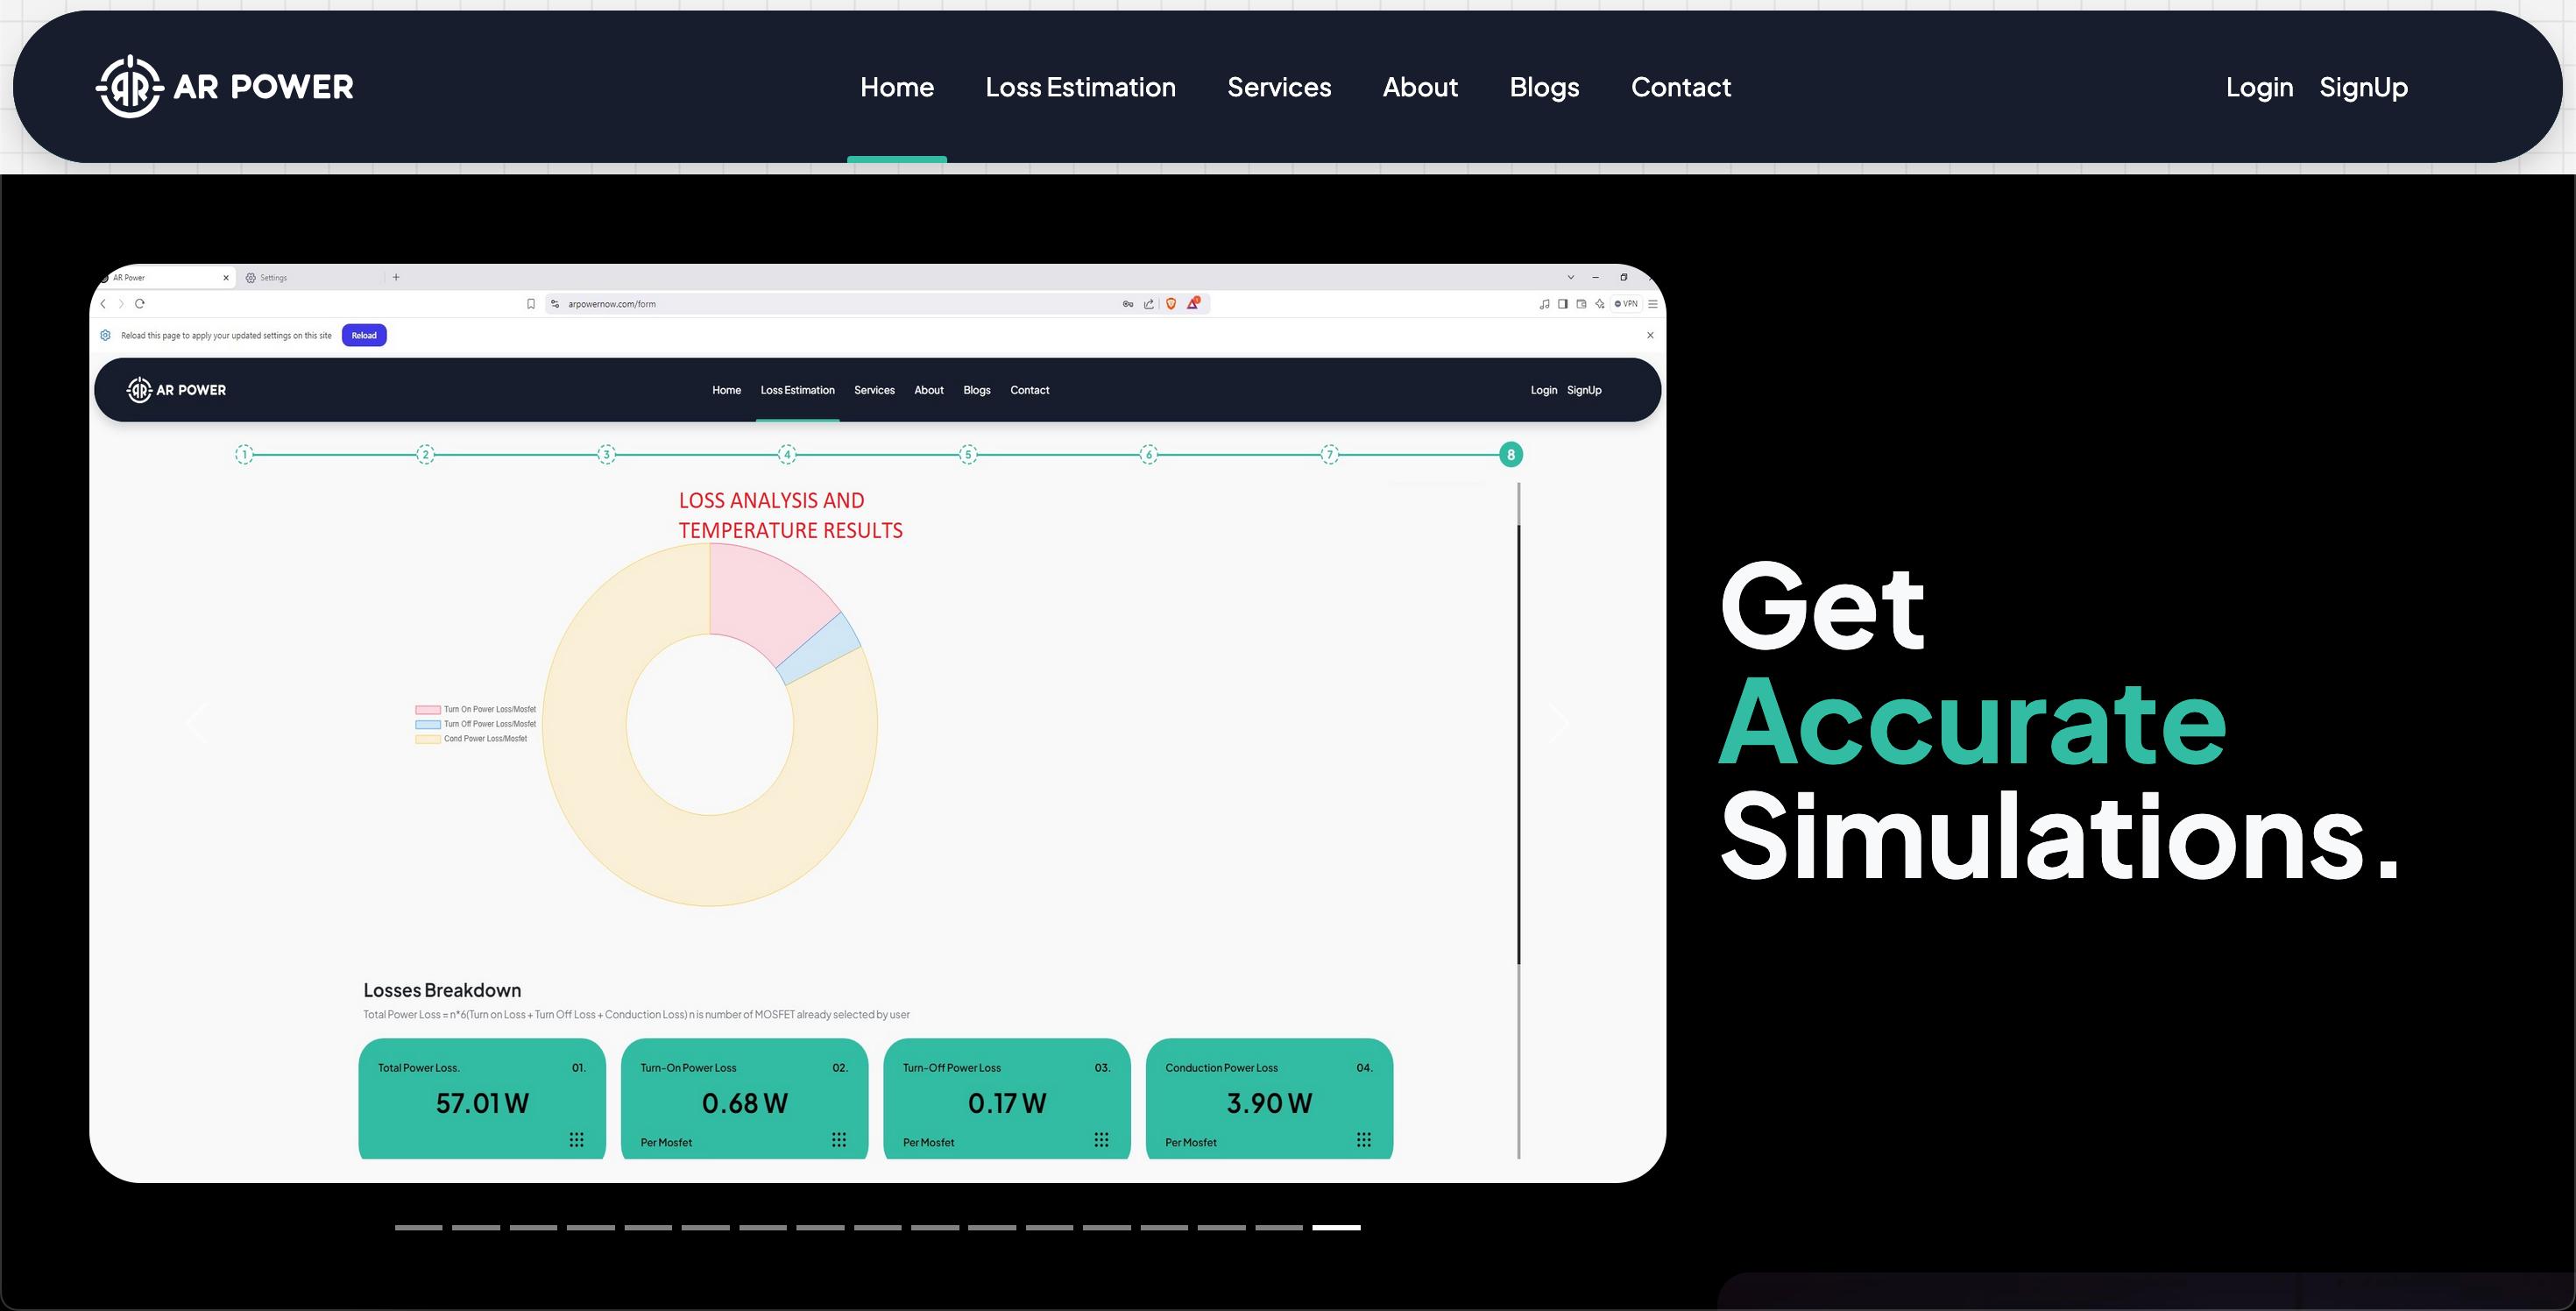 AR POWER
Home Loss Estimation Services About Blogs Contact
Login SignUp
AR Power
Settings
arpowernow.com/form
VPN
Reload this page to apply your updated settings on this site
Reload
AR POWER
Home Loss Estimation Services About Blogs Contact
Login SignUp
1 2 3 4 5 6 7 8
LOSS ANALYSIS AND
TEMPERATURE RESULTS
Turn On Power Loss/Mosfet
Turn Off Power Loss/Mosfet
Cond Power Loss/Mosfet
Losses Breakdown
Total Power Loss = n*6(Turn on Loss + Turn Off Loss + Conduction Loss) n is number of MOSFET already selected by user
Total Power Loss. 01.
57.01 W
Turn-On Power Loss 02.
0.68 W
Per Mosfet
Turn-Off Power Loss 03.
0.17 W
Per Mosfet
Conduction Power Loss 04.
3.90 W
Per Mosfet
Get
Accurate
Simulations.